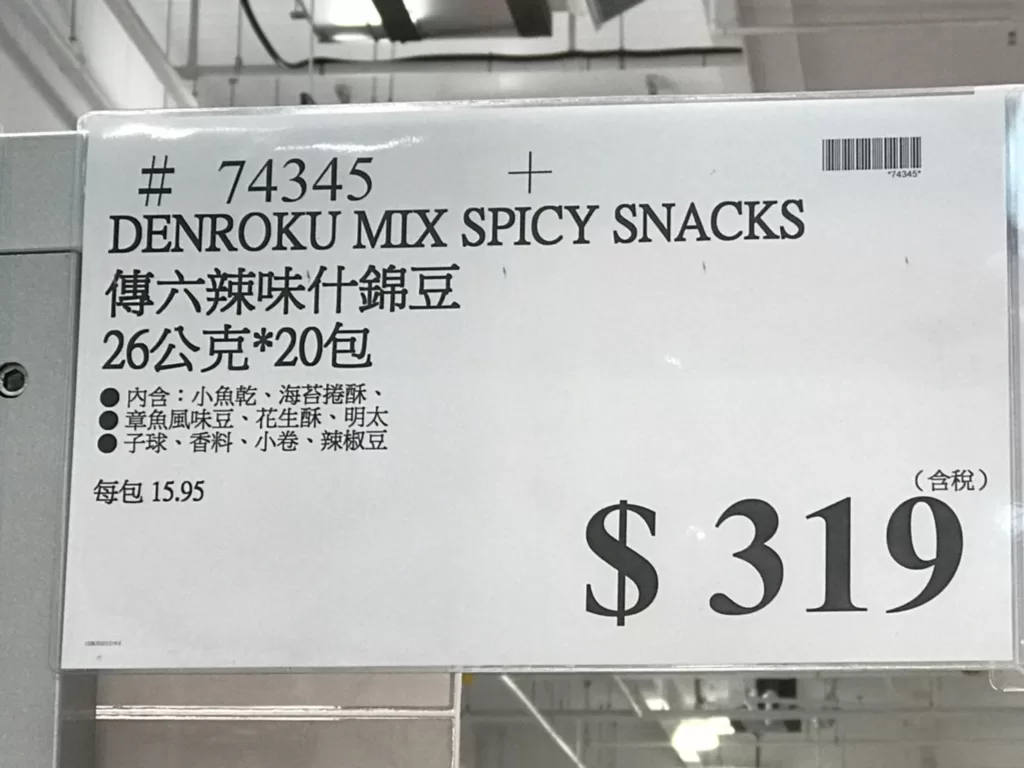 # 74345 +
*74345*
DENROKU MIX SPICY SNACKS
傳六辣味什錦豆
26公克*20包
● 內含：小魚乾、海苔捲酥、
● 章魚風味豆、花生酥、明太
● 子球、香料、小卷、辣椒豆
每包 15.95
（含稅）
$ 319